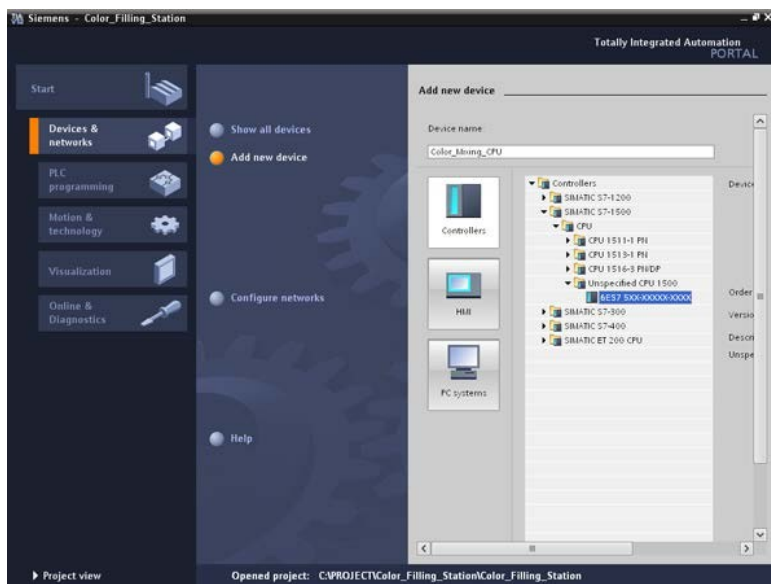 Siemens - Color_Filling_Station
Totally Integrated Automation
PORTAL
Start
Devices &
networks
PLC
programming
Motion &
technology
Visualization
Online &
Diagnostics
Show all devices
Add new device
Configure networks
Help
Add new device
Device name:
Color_Mixing_CPU
Controllers
HMI
PC systems
Controllers
SIMATIC S7-1200
SIMATIC S7-1500
CPU
CPU 1511-1 PN
CPU 1513-1 PN
CPU 1516-3 PN/DP
Unspecified CPU 1500
6ES7 5XX-XXXXX-XXXX
SIMATIC S7-300
SIMATIC S7-400
SIMATIC ET 200 CPU
Device
Order
Versio
Descri
Unspe
Project view
Opened project: C:\PROJECT\Color_Filling_Station\Color_Filling_Station